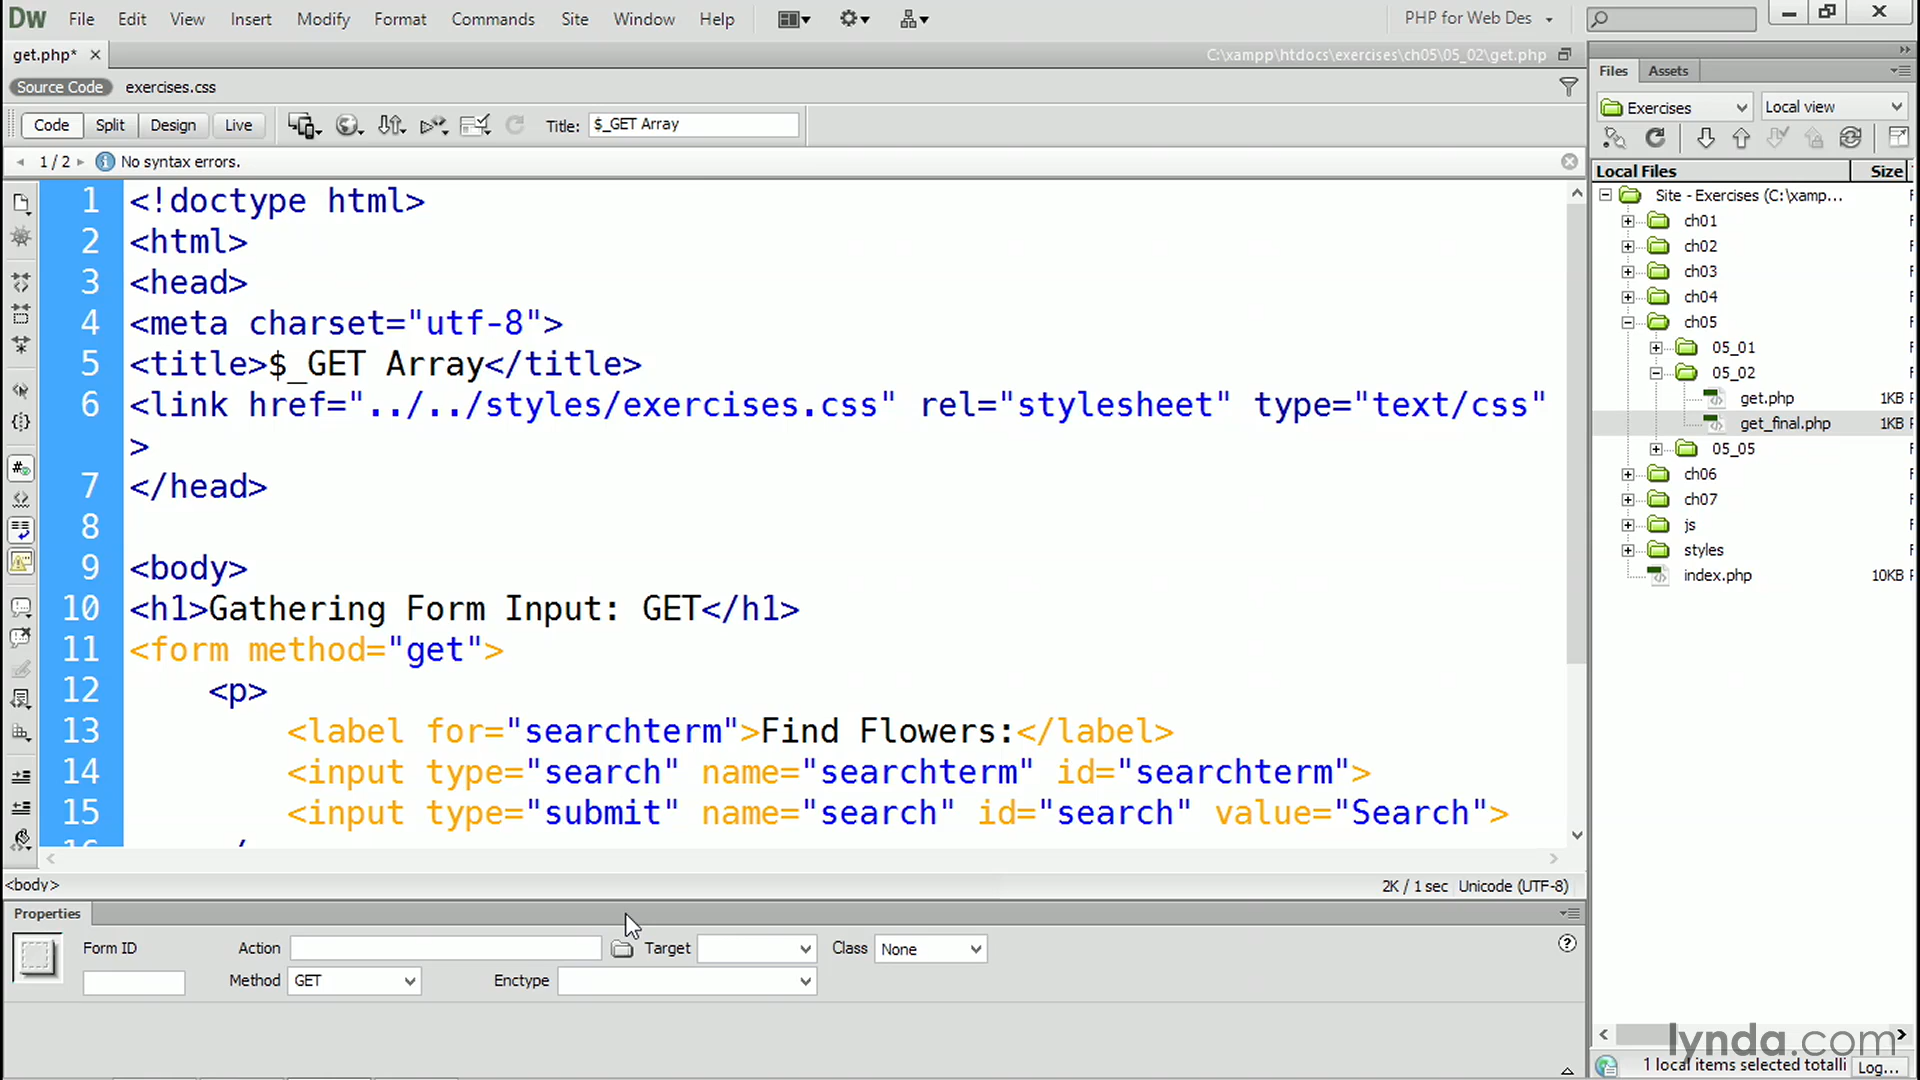 Dw File Edit View Insert Modify Format Commands Site Window Help PHP for Web Des
get.php* C:\xampp\htdocs\exercises\ch05\05_02\get.php
Source Code exercises.css
Code Split Design Live Title: $_GET Array
1 / 2 No syntax errors.
1 <!doctype html>
2 <html>
3 <head>
4 <meta charset="utf-8">
5 <title>$_GET Array</title>
6 <link href="../../styles/exercises.css" rel="stylesheet" type="text/css"
>
7 </head>
8
9 <body>
10 <h1>Gathering Form Input: GET</h1>
11 <form method="get">
12 <p>
13 <label for="searchterm">Find Flowers:</label>
14 <input type="search" name="searchterm" id="searchterm">
15 <input type="submit" name="search" id="search" value="Search">
<body> 2K / 1 sec Unicode (UTF-8)
Properties
Form ID Action Target Class None
Method GET Enctype
Files Assets
Exercises Local view
Local Files Size
Site - Exercises (C:\xamp...
ch01
ch02
ch03
ch04
ch05
05_01
05_02
get.php 1KB
get_final.php 1KB
05_05
ch06
ch07
js
styles
index.php 10KB
lynda.com
1 local items selected totalli Log...